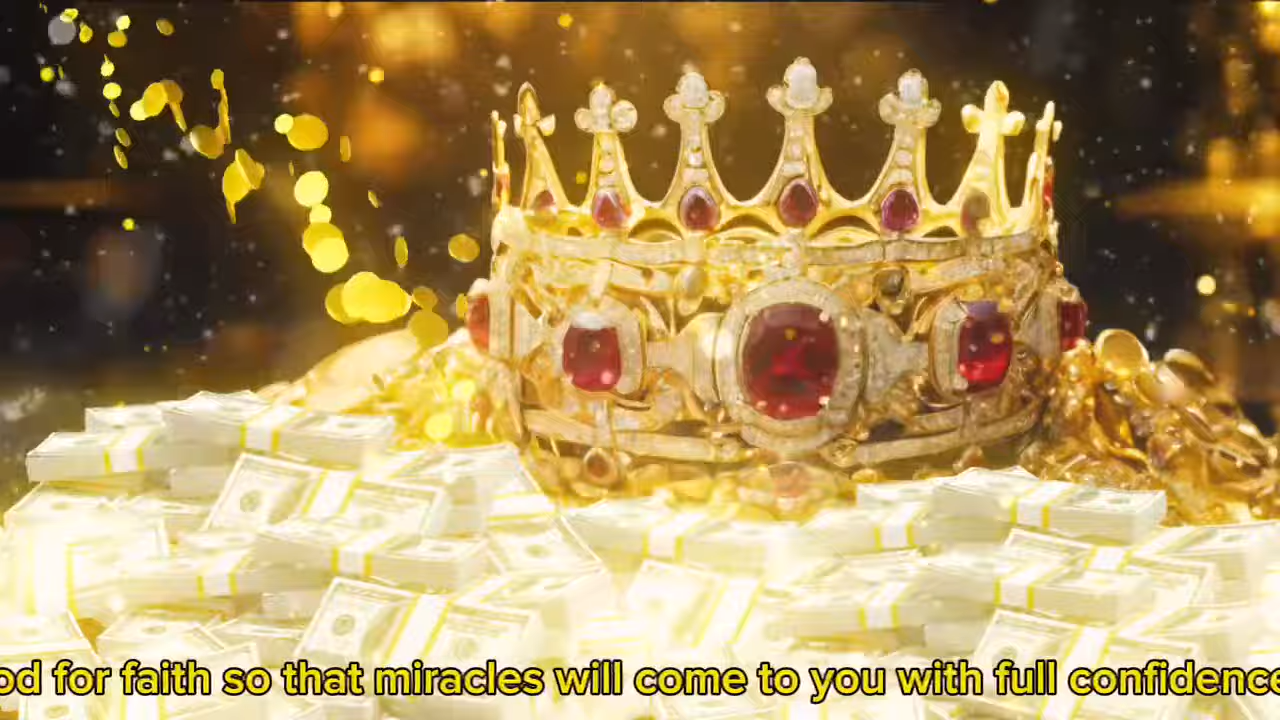 od for faith so that miracles will come to you with full confidence